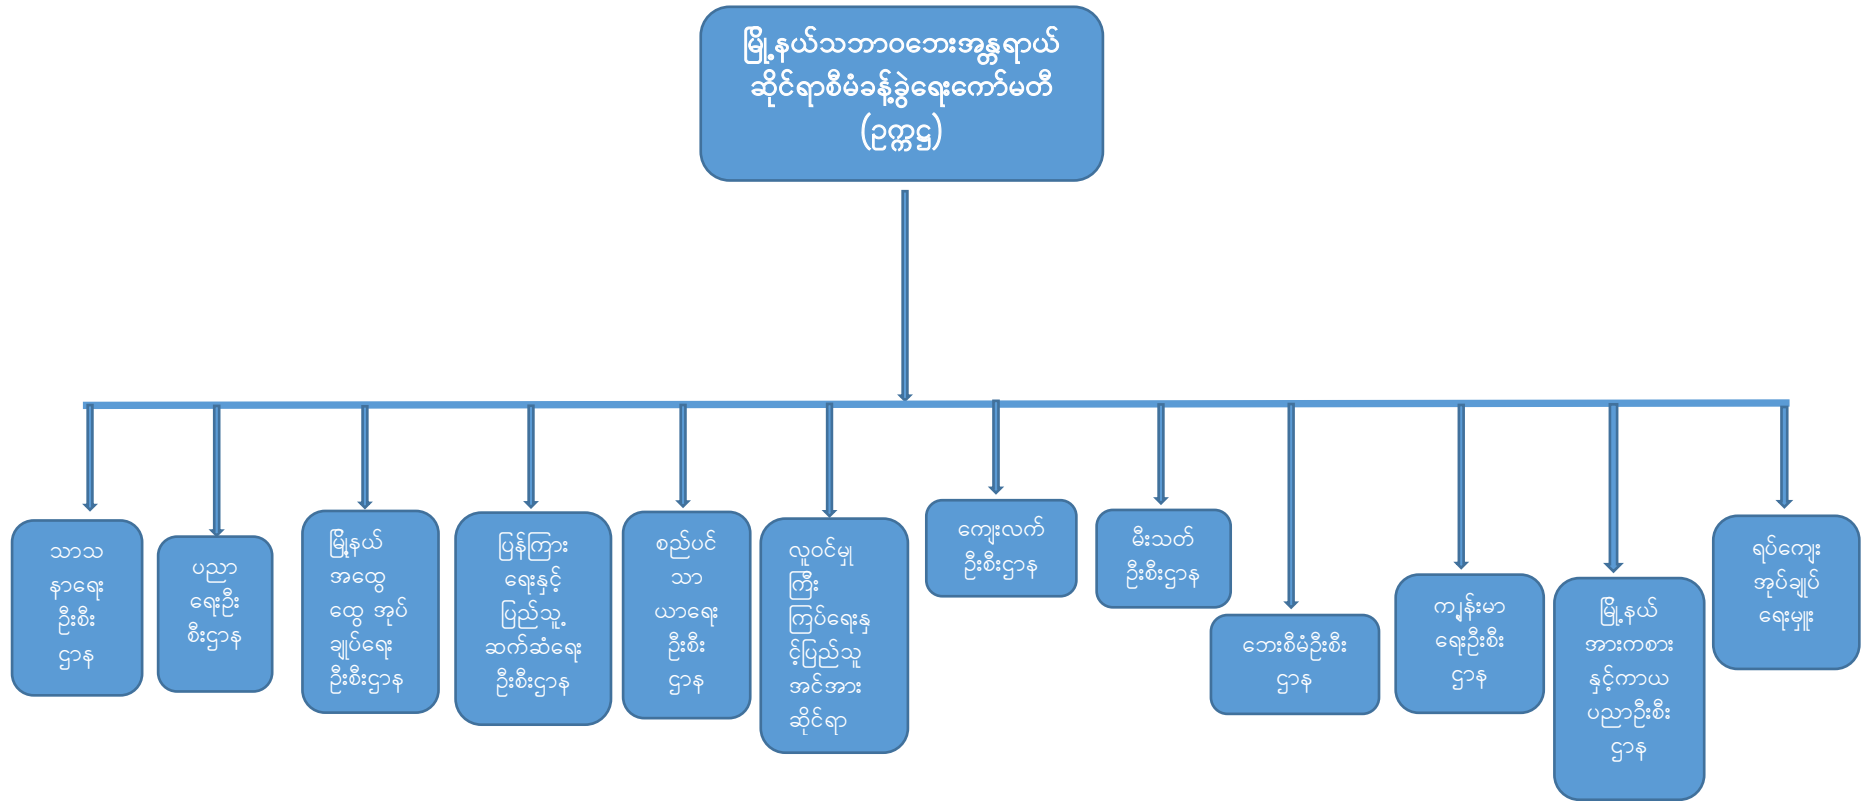 မြို့နယ်သဘာဝဘေးအန္တရာယ်
ဆိုင်ရာစီမံခန့်ခွဲရေးကော်မတီ
(ဥက္ကဋ္ဌ)
သာသ
နာရေး
ဦးစီး
ဌာန
ပညာ
ရေးဦး
စီးဌာန
မြို့နယ်
အထွေ
ထွေ အုပ်
ချုပ်ရေး
ဦးစီးဌာန
ပြန်ကြား
ရေးနှင့်
ပြည်သူ့
ဆက်ဆံရေး
ဦးစီးဌာန
စည်ပင်
သာ
ယာရေး
ဦးစီး
ဌာန
လူဝင်မှု
ကြီး
ကြပ်ရေးနှ
င့်ပြည်သူ
အင်အား
ဆိုင်ရာ
ကျေးလက်
ဦးစီးဌာန
မီးသတ်
ဦးစီးဌာန
ဘေးစီမံဦးစီး
ဌာန
ကျန်းမာ
ရေးဦးစီး
ဌာန
မြို့နယ်
အားကစား
နှင့်ကာယ
ပညာဦးစီး
ဌာန
ရပ်ကျေး
အုပ်ချုပ်
ရေးမှူး